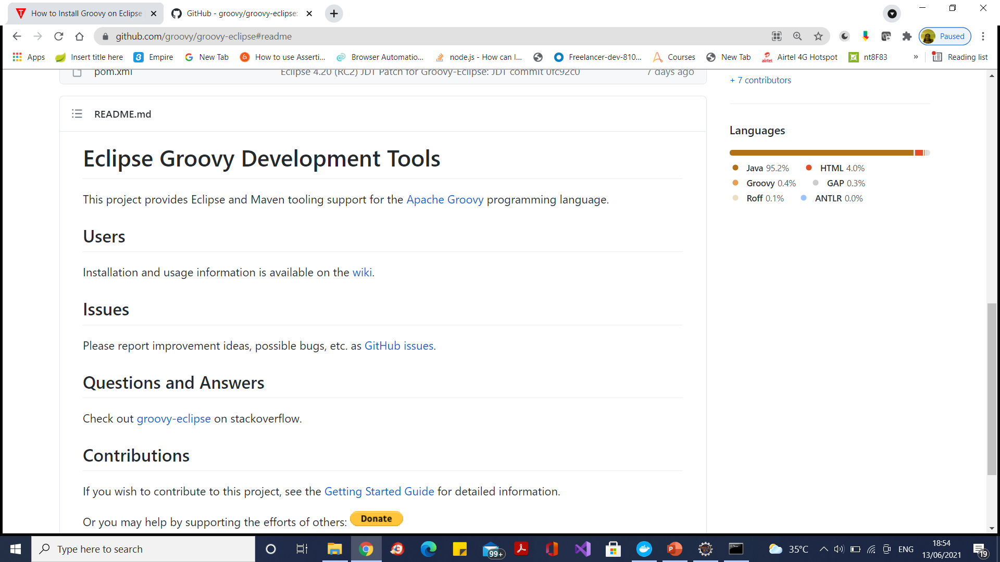 How to Install Groovy on Eclipse
GitHub - groovy/groovy-eclipse:
github.com/groovy/groovy-eclipse#readme
Paused
Apps
Insert title here
Empire
New Tab
How to use Asserti...
Browser Automatio...
node.js - How can I...
Freelancer-dev-810...
Courses
New Tab
Airtel 4G Hotspot
nt8F83
»
Reading list
pom.xml
Eclipse 4.20 (RC2) JDT Patch for Groovy-Eclipse: JDT commit 0fc92c0
7 days ago
+ 7 contributors
README.md
Eclipse Groovy Development Tools
This project provides Eclipse and Maven tooling support for the Apache Groovy programming language.
Users
Installation and usage information is available on the wiki.
Issues
Please report improvement ideas, possible bugs, etc. as GitHub issues.
Questions and Answers
Check out groovy-eclipse on stackoverflow.
Contributions
If you wish to contribute to this project, see the Getting Started Guide for detailed information.
Or you may help by supporting the efforts of others: Donate
Languages
Java 95.2% HTML 4.0%
Groovy 0.4% GAP 0.3%
Roff 0.1% ANTLR 0.0%
Type here to search
99+
35°C
ENG
18:54
13/06/2021
19